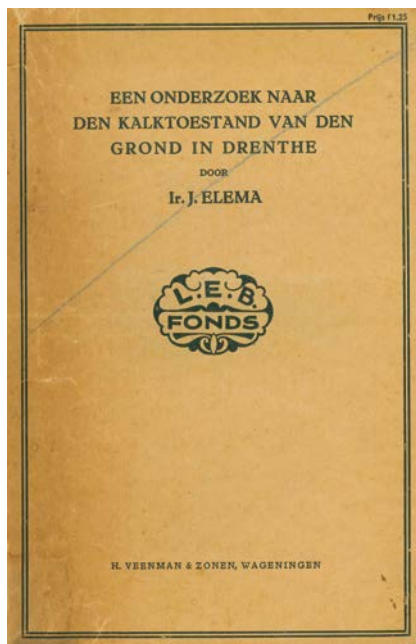 Prijs f 1.25
EEN ONDERZOEK NAAR
DEN KALKTOESTAND VAN DEN
GROND IN DRENTHE
DOOR
Ir. J. ELEMA
L.E.B.
FONDS
H. VEENMAN & ZONEN, WAGENINGEN